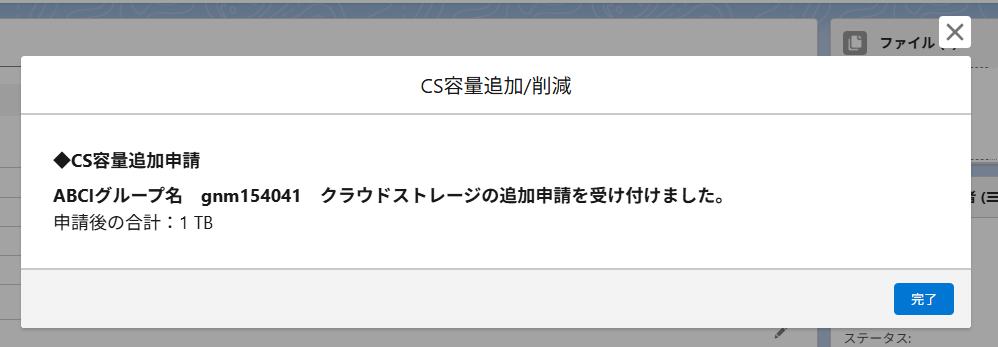 ファイル
CS容量追加/削減
◆CS容量追加申請
ABCIグループ名　gnm154041　クラウドストレージの追加申請を受け付けました。
申請後の合計：1 TB
者
完了
ステータス: